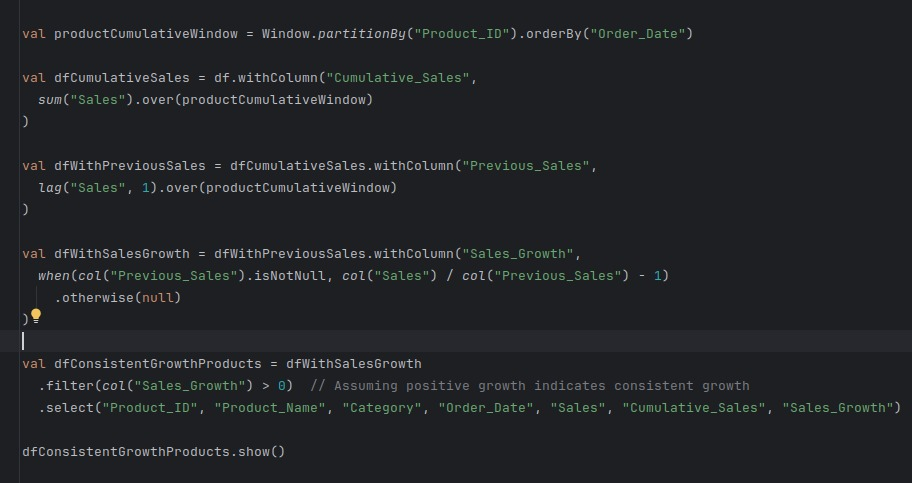 val productCumulativeWindow = Window.partitionBy("Product_ID").orderBy("Order_Date")
val dfCumulativeSales = df.withColumn("Cumulative_Sales",
  sum("Sales").over(productCumulativeWindow)
)
val dfWithPreviousSales = dfCumulativeSales.withColumn("Previous_Sales",
  lag("Sales", 1).over(productCumulativeWindow)
)
val dfWithSalesGrowth = dfWithPreviousSales.withColumn("Sales_Growth",
  when(col("Previous_Sales").isNotNull, col("Sales") / col("Previous_Sales") - 1)
    .otherwise(null)
)
val dfConsistentGrowthProducts = dfWithSalesGrowth
  .filter(col("Sales_Growth") > 0)  // Assuming positive growth indicates consistent growth
  .select("Product_ID", "Product_Name", "Category", "Order_Date", "Sales", "Cumulative_Sales", "Sales_Growth")
dfConsistentGrowthProducts.show()